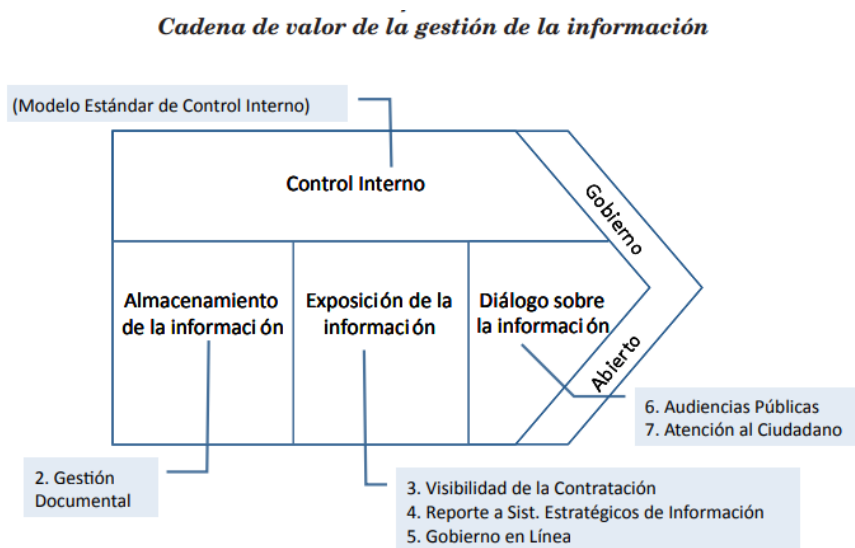 Cadena de valor de la gestión de la información
(Modelo Estándar de Control Interno)
Control Interno
Gobierno
Abierto
Almacenamiento
de la información
Exposición de la
información
Diálogo sobre
la información
6. Audiencias Públicas
7. Atención al Ciudadano
2. Gestión
Documental
3. Visibilidad de la Contratación
4. Reporte a Sist. Estratégicos de Información
5. Gobierno en Línea